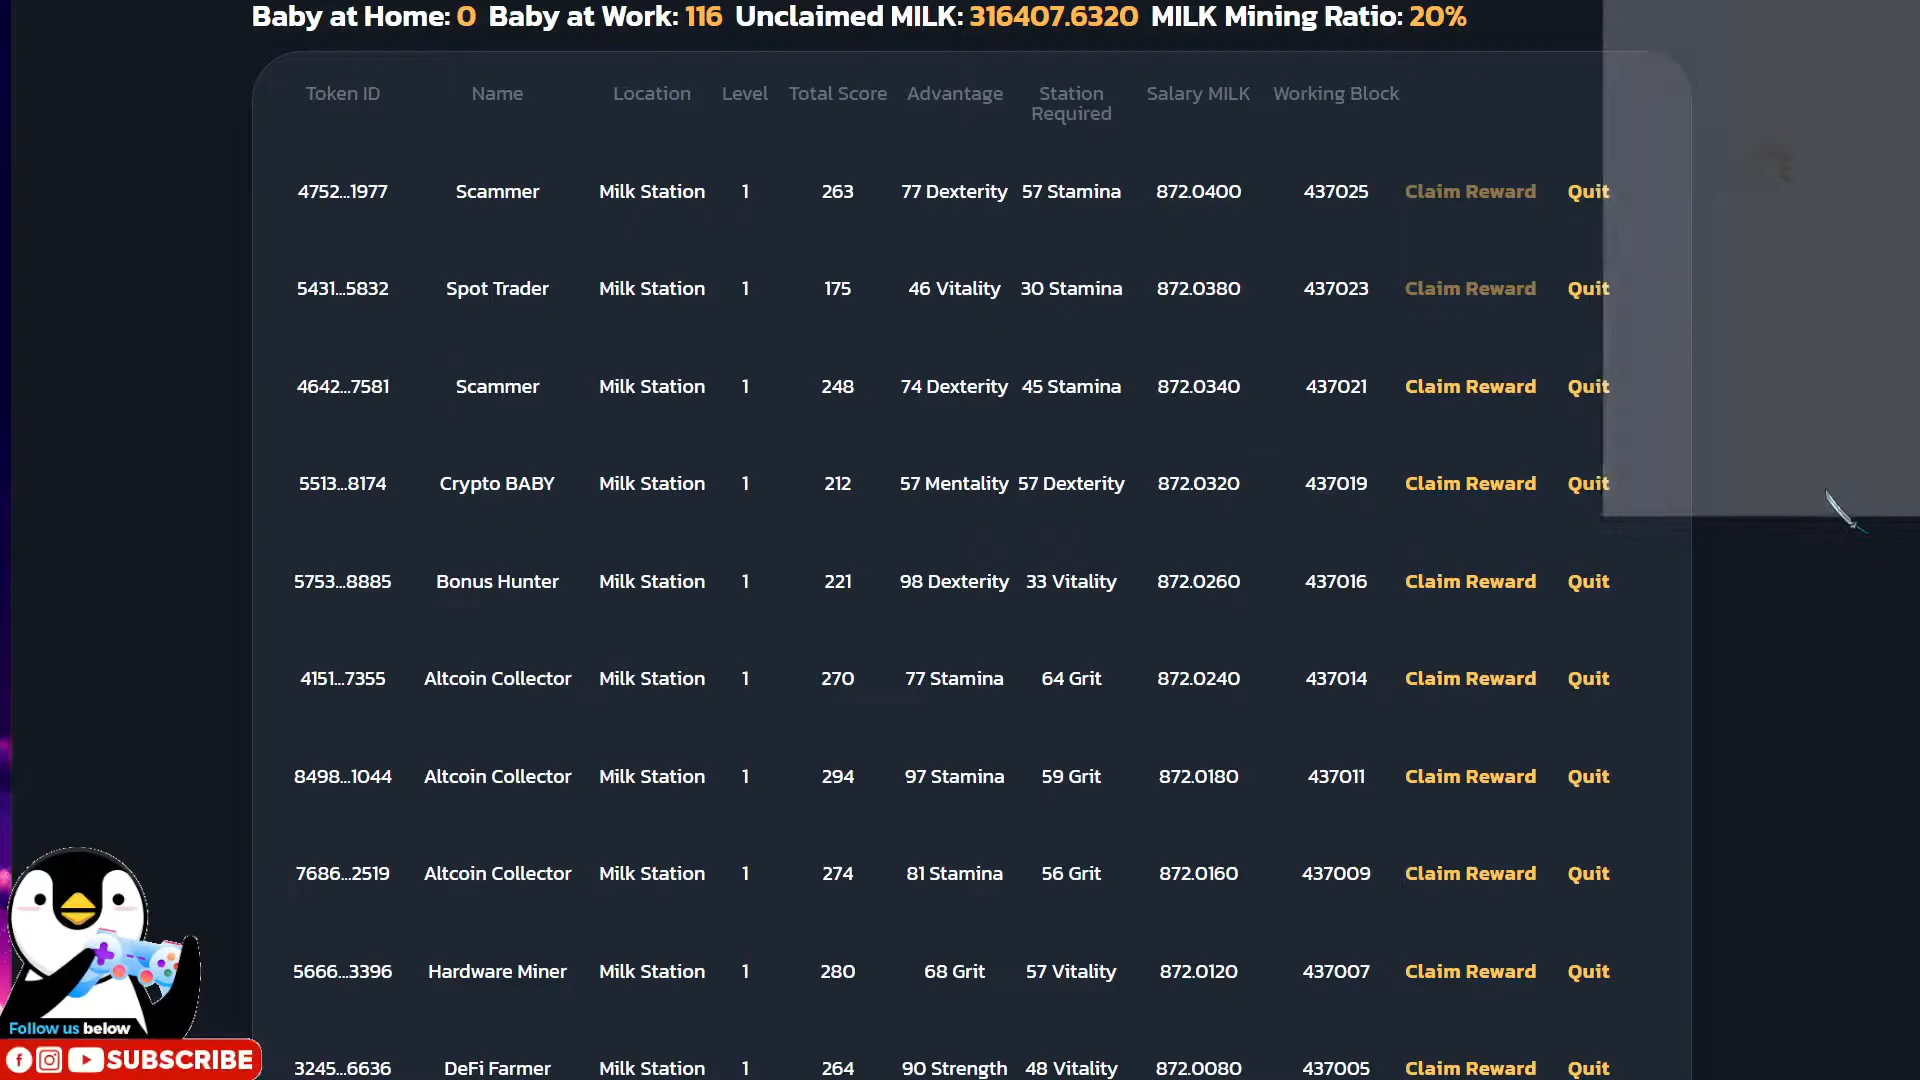 Baby at Home: 0 Baby at Work: 116 Unclaimed MILK: 316407.6320 MILK Mining Ratio: 20%
Token ID Name Location Level Total Score Advantage Station Required Salary MILK Working Block
4752...1977 Scammer Milk Station 1 263 77 Dexterity 57 Stamina 872.0400 437025 Claim Reward Quit
5431...5832 Spot Trader Milk Station 1 175 46 Vitality 30 Stamina 872.0380 437023 Claim Reward Quit
4642...7581 Scammer Milk Station 1 248 74 Dexterity 45 Stamina 872.0340 437021 Claim Reward Quit
5513...8174 Crypto BABY Milk Station 1 212 57 Mentality 57 Dexterity 872.0320 437019 Claim Reward Quit
5753...8885 Bonus Hunter Milk Station 1 221 98 Dexterity 33 Vitality 872.0260 437016 Claim Reward Quit
4151...7355 Altcoin Collector Milk Station 1 270 77 Stamina 64 Grit 872.0240 437014 Claim Reward Quit
8498...1044 Altcoin Collector Milk Station 1 294 97 Stamina 59 Grit 872.0180 437011 Claim Reward Quit
7686...2519 Altcoin Collector Milk Station 1 274 81 Stamina 56 Grit 872.0160 437009 Claim Reward Quit
5666...3396 Hardware Miner Milk Station 1 280 68 Grit 57 Vitality 872.0120 437007 Claim Reward Quit
3245...6636 DeFi Farmer Milk Station 1 264 90 Strength 48 Vitality 872.0080 437005 Claim Reward Quit
Follow us below
SUBSCRIBE